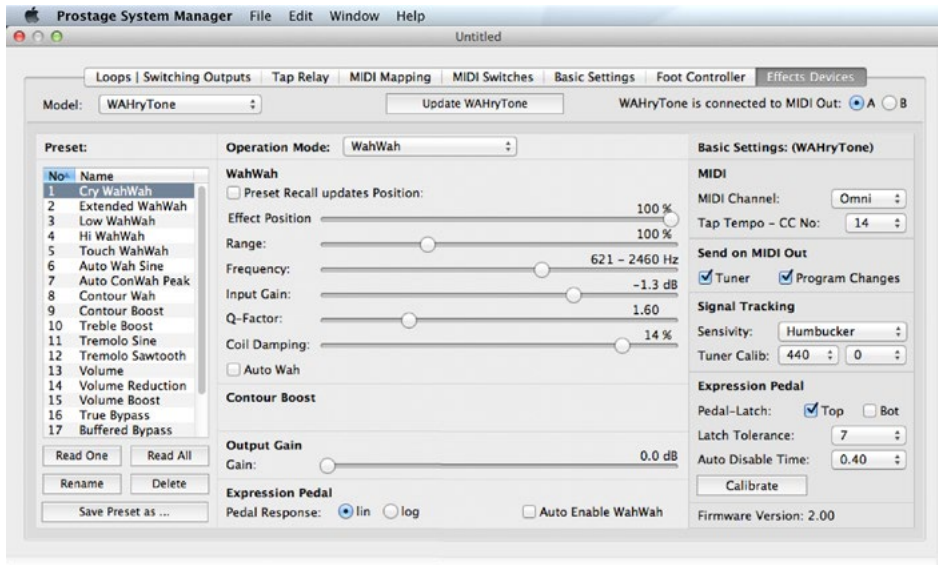 Prostage System Manager File Edit Window Help
Untitled
Loops | Switching Outputs Tap Relay MIDI Mapping MIDI Switches Basic Settings Foot Controller Effects Devices
Model: WAHryTone Update WAHryTone WAHryTone is connected to MIDI Out: A B
Preset:
No Name
1 Cry WahWah
2 Extended WahWah
3 Low WahWah
4 Hi WahWah
5 Touch WahWah
6 Auto Wah Sine
7 Auto ConWah Peak
8 Contour Wah
9 Contour Boost
10 Treble Boost
11 Tremolo Sine
12 Tremolo Sawtooth
13 Volume
14 Volume Reduction
15 Volume Boost
16 True Bypass
17 Buffered Bypass
Read One Read All
Rename Delete
Save Preset as ...
Operation Mode: WahWah
WahWah
Preset Recall updates Position:
Effect Position 100 %
Range: 100 %
Frequency: 621 – 2460 Hz
Input Gain: -1.3 dB
Q-Factor: 1.60
Coil Damping: 14 %
Auto Wah
Contour Boost
Output Gain
Gain: 0.0 dB
Expression Pedal
Pedal Response: lin log Auto Enable WahWah
Basic Settings: (WAHryTone)
MIDI
MIDI Channel: Omni
Tap Tempo – CC No: 14
Send on MIDI Out
Tuner Program Changes
Signal Tracking
Sensivity: Humbucker
Tuner Calib: 440 0
Expression Pedal
Pedal-Latch: Top Bot
Latch Tolerance: 7
Auto Disable Time: 0.40
Calibrate
Firmware Version: 2.00